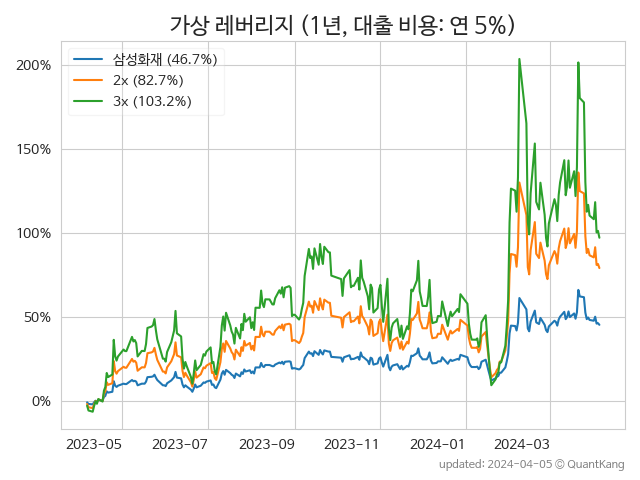 가상 레버리지 (1년, 대출 비용: 연 5%)
삼성화재 (46.7%)
2x (82.7%)
3x (103.2%)
200%
150%
100%
50%
0%
2023-05 2023-07 2023-09 2023-11 2024-01 2024-03
updated: 2024-04-05 © QuantKang